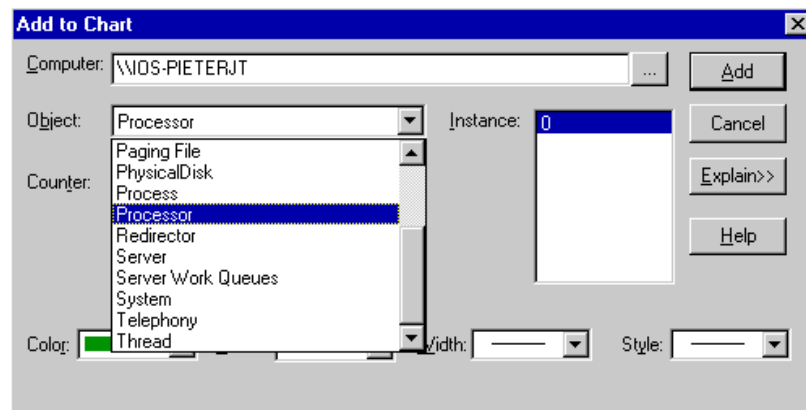 Add to Chart
Computer: \\IOS-PIETERJT ... Add
Object: Processor Instance: 0 Cancel
Paging File
PhysicalDisk
Counter: Process Explain>>
Processor
Redirector Help
Server
Server Work Queues
System
Telephony
Color: Thread Width: Style: